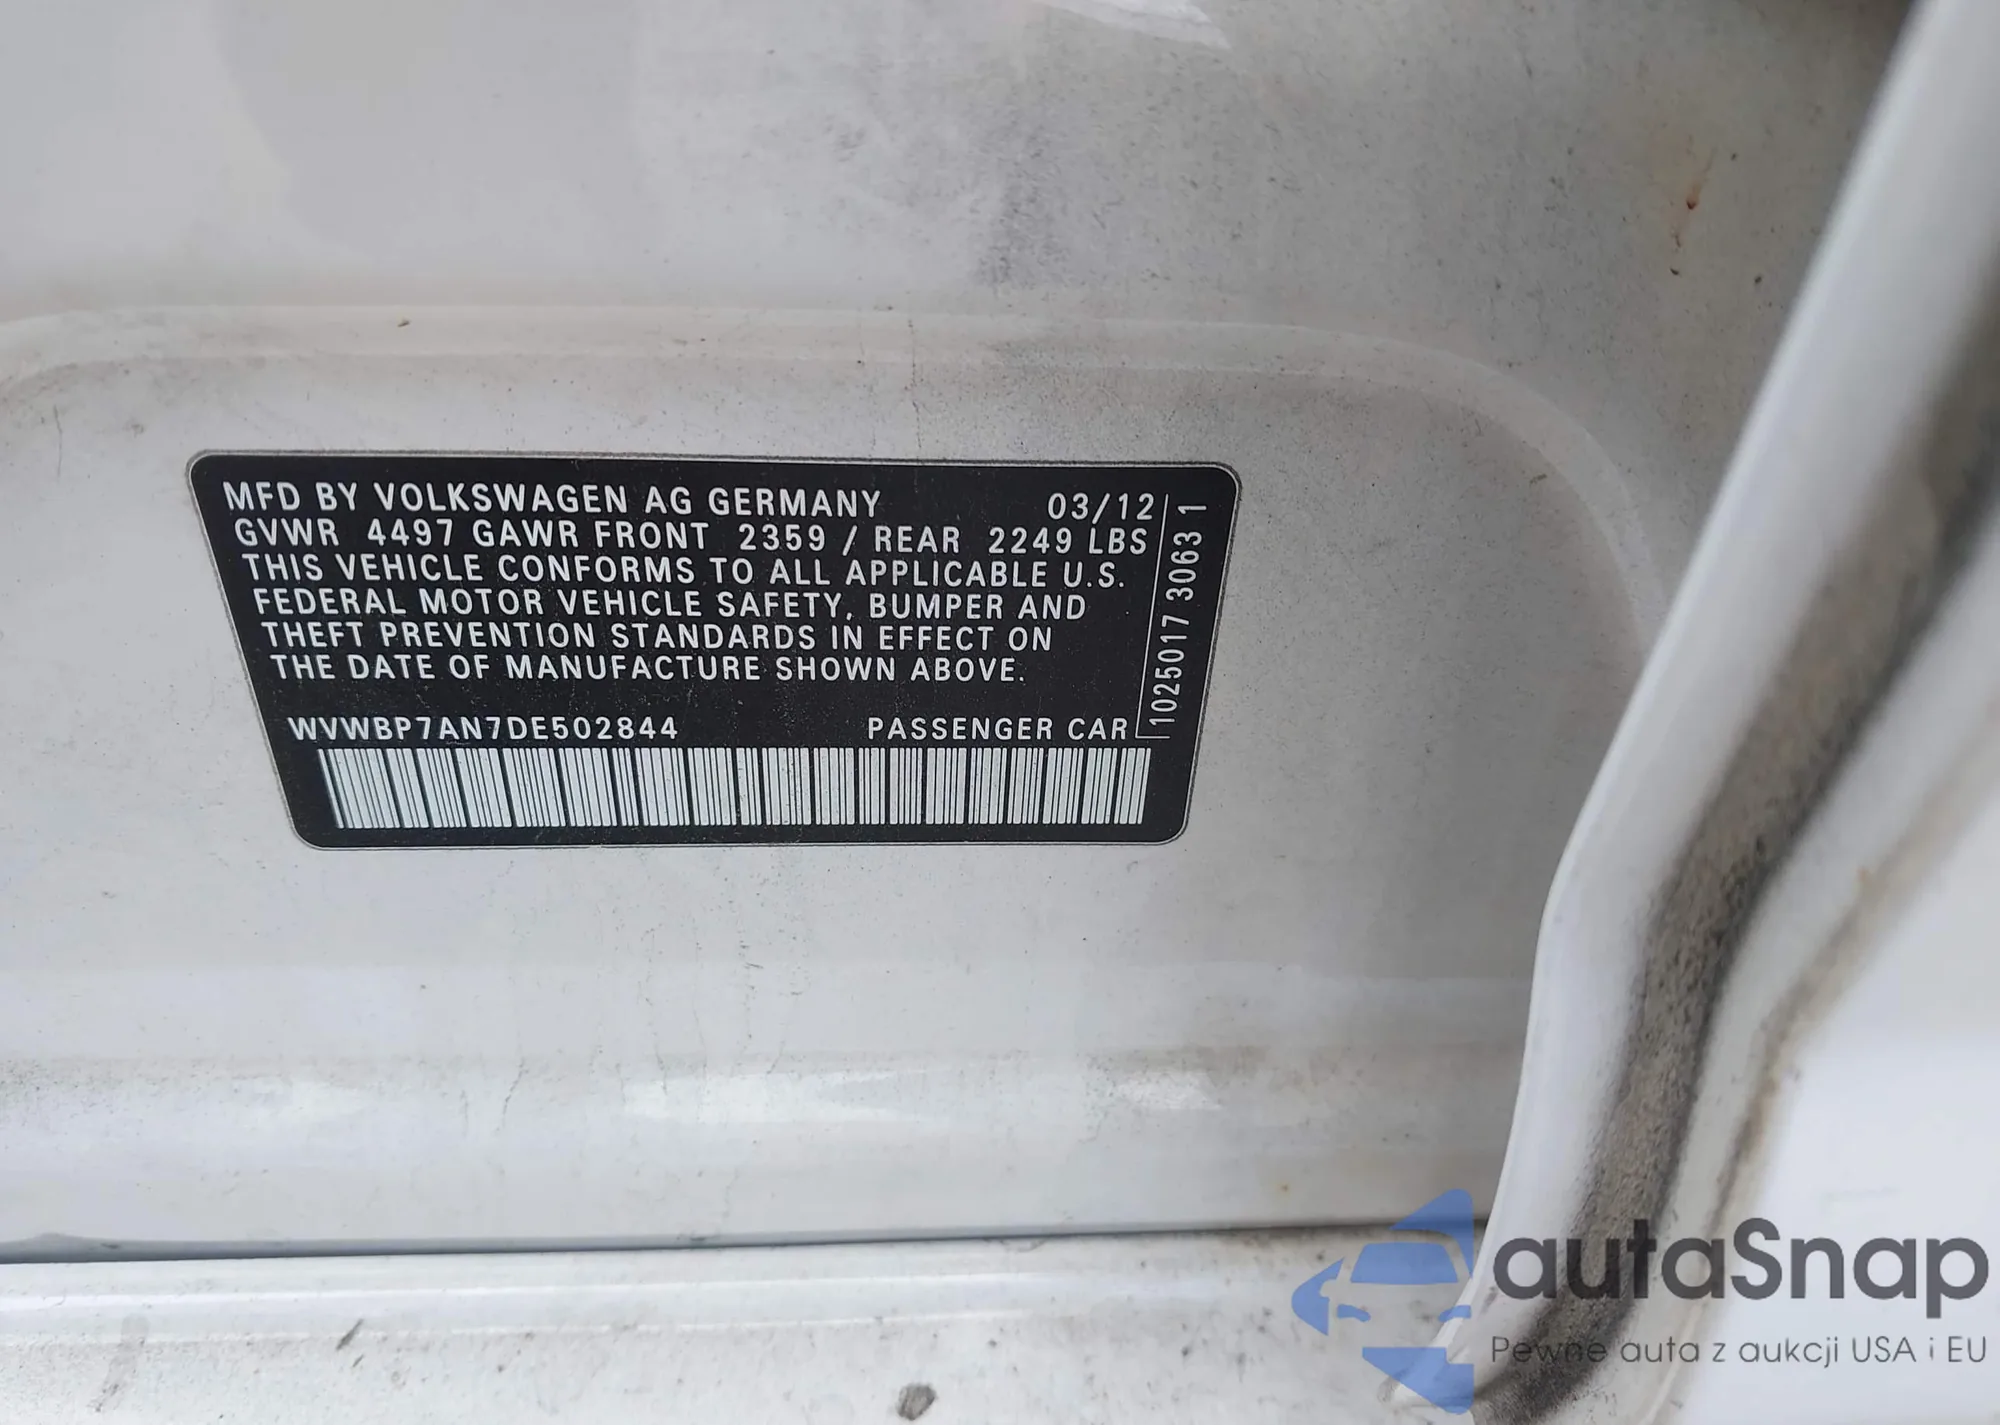 MFD BY VOLKSWAGEN AG GERMANY 03/12
GVWR 4497 GAWR FRONT 2359 / REAR 2249 LBS
THIS VEHICLE CONFORMS TO ALL APPLICABLE U.S.
FEDERAL MOTOR VEHICLE SAFETY, BUMPER AND
THEFT PREVENTION STANDARDS IN EFFECT ON
THE DATE OF MANUFACTURE SHOWN ABOVE.
WVWBP7AN7DE502844 PASSENGER CAR
1025017 3063 1
autaSnap
Pewne auta z aukcji USA i EU